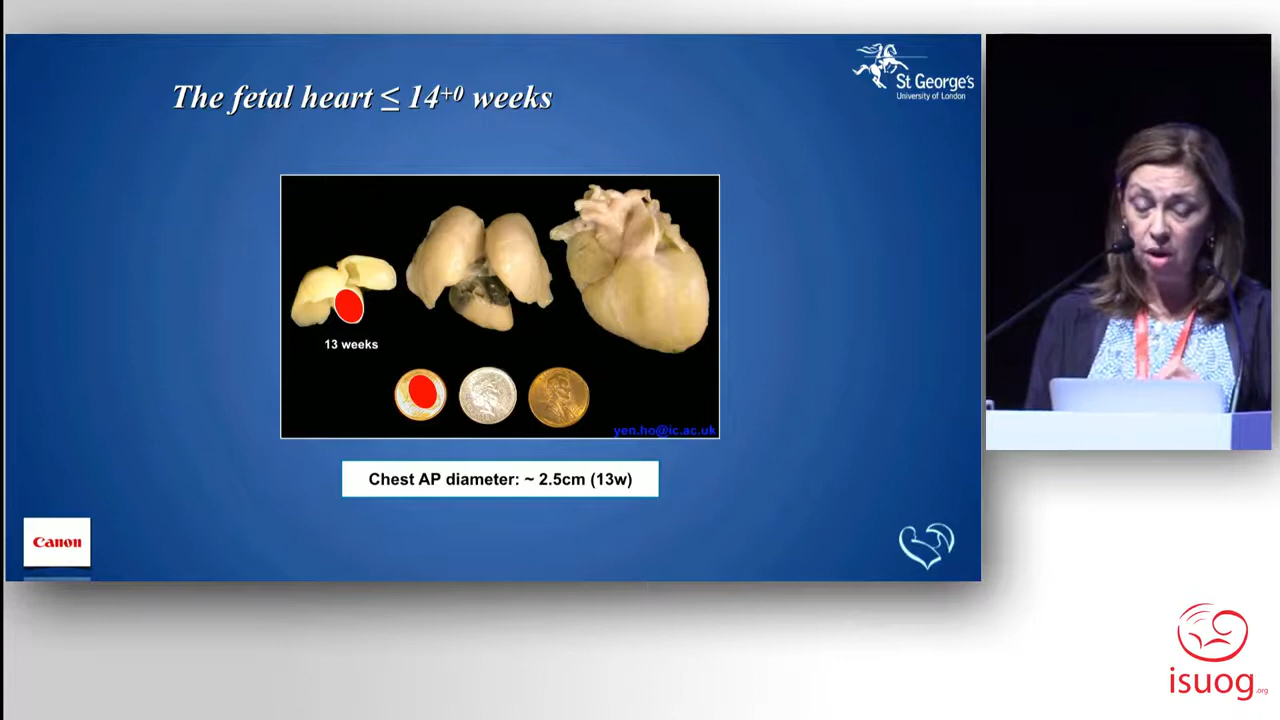 The fetal heart ≤ 14+0 weeks
St George's
University of London
13 weeks
yen.ho@ic.ac.uk
Chest AP diameter: ~ 2.5cm (13w)
Canon
isuog.org